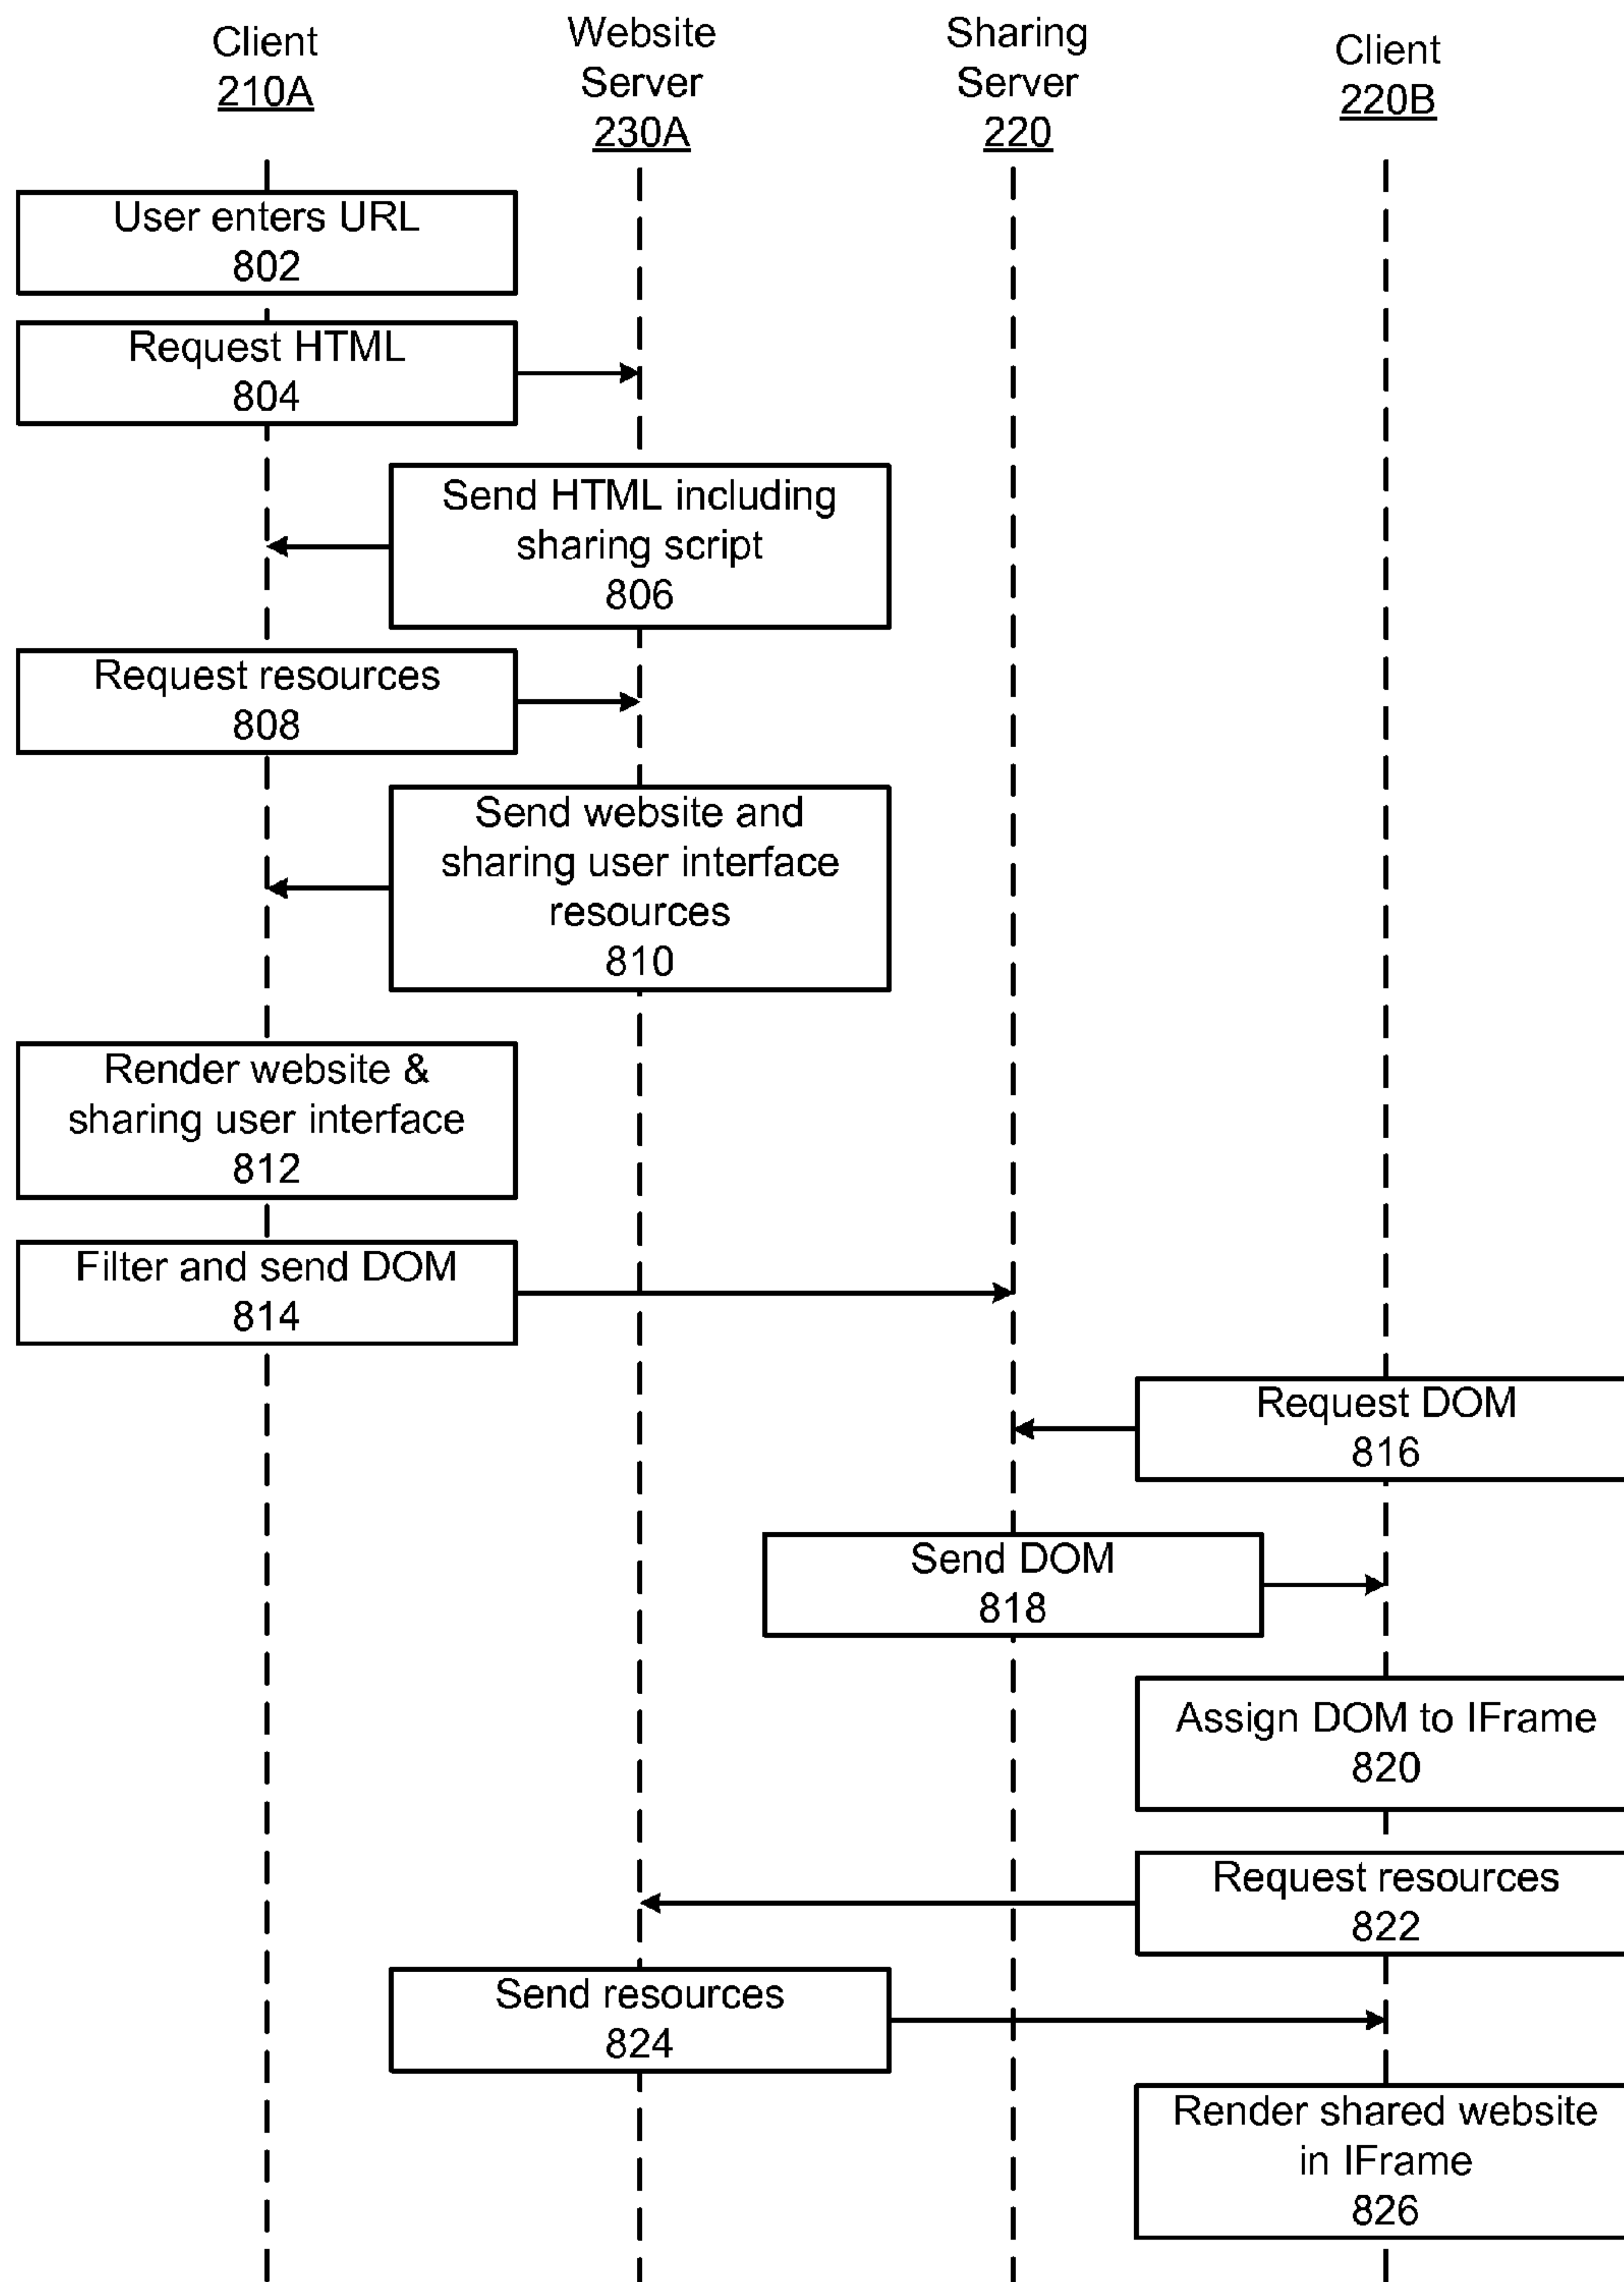 Client
210A
Website
Server
230A
Sharing
Server
220
Client
220B
User enters URL
802
Request HTML
804
Send HTML including
sharing script
806
Request resources
808
Send website and
sharing user interface
resources
810
Render website &
sharing user interface
812
Filter and send DOM
814
Request DOM
816
Send DOM
818
Assign DOM to IFrame
820
Request resources
822
Send resources
824
Render shared website
in IFrame
826